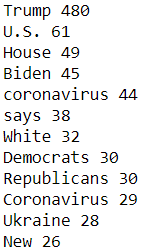 Trump 480
U.S. 61
House 49
Biden 45
coronavirus 44
says 38
White 32
Democrats 30
Republicans 30
Coronavirus 29
Ukraine 28
New 26